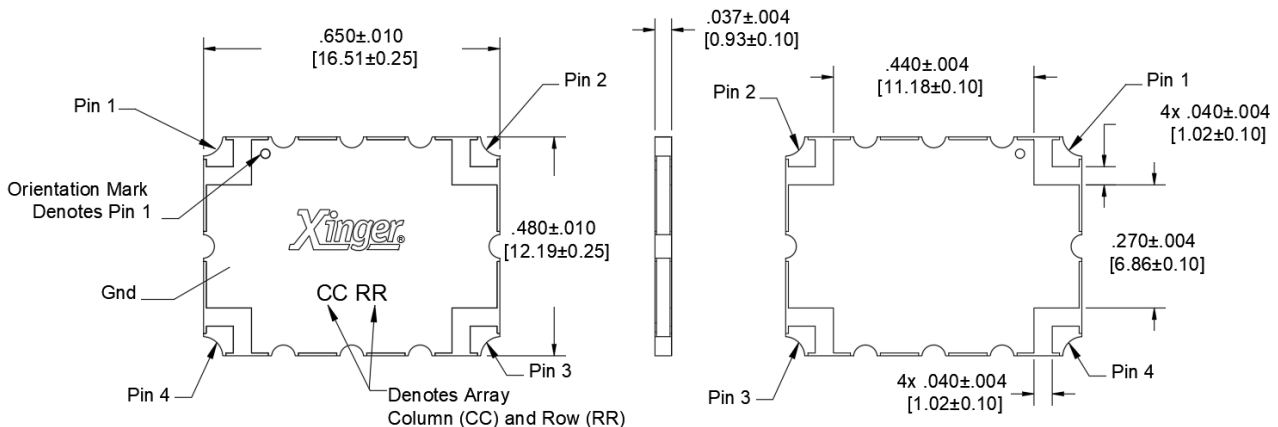 .650±.010
[16.51±0.25]
Pin 1
Pin 2
Orientation Mark
Denotes Pin 1
Xinger®
.480±.010
[12.19±0.25]
Gnd
CC RR
Pin 4
Pin 3
Denotes Array
Column (CC) and Row (RR)
.037±.004
[0.93±0.10]
.440±.004
[11.18±0.10]
Pin 2
Pin 1
4x .040±.004
[1.02±0.10]
.270±.004
[6.86±0.10]
Pin 3
Pin 4
4x .040±.004
[1.02±0.10]